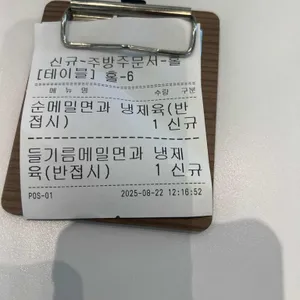 신규-주방주문서-홀
[테이블] 홀-6
메 뉴 명 수량 구분
순메밀면과 냉제육(반
접시) 1 신규
들기름메밀면과 냉제
육(반접시) 1 신규
POS-01 2025-08-22 12:16:52